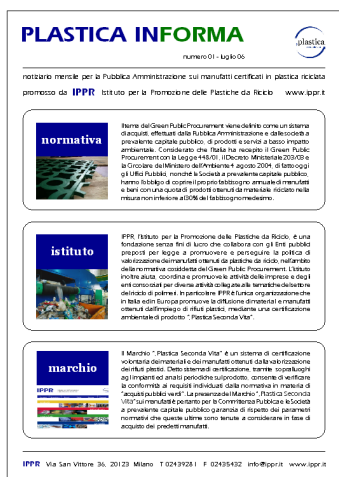 PLASTICA INFORMA
plastica
numero 01 - luglio 06
notiziario mensile per la Pubblica Amministrazione sui manufatti certificati in plastica riciclata
promosso da IPPR Istituto per la Promozione delle Plastiche da Riciclo www.ippr.it
normativa
Il tema del Green Public Procurement viene definito come un sistema
di acquisti, effettuati dalla Pubblica Amministrazione e dalle società a
prevalente capitale pubblico, di prodotti e servizi a basso impatto
ambientale. Considerato che l'Italia ha recepito il Green Public
Procurement con la Legge 448/01, il Decreto Ministeriale 203/03 e
la Circolare del Ministero dell'Ambiente 4 agosto 2004, di fatto oggi
gli Uffici Pubblici, nonché le Società a prevalente capitale pubblico,
hanno l'obbligo di coprire il proprio fabbisogno annuale di manufatti
e beni con una quota di prodotti ottenuti da materiale riciclato nella
misura non inferiore al 30% del fabbisogno medesimo.
istituto
IPPR, l'Istituto per la Promozione delle Plastiche da Riciclo, è una
fondazione senza fini di lucro che collabora con gli Enti pubblici
preposti per legge a promuovere e perseguire la politica di
valorizzazione dei manufatti ottenuti da plastiche da riciclo, nell'ambito
della normativa cosiddetta del Green Public Procurement. L'Istituto
inoltre aiuta, coordina e promuove le attività delle imprese e degli
enti consorziati per diverse attività collegate alle tematiche del settore
del riciclo di polimeri. In particolare IPPR è l'unica organizzazione che
in Italia ed in Europa promuove la diffusione di materiali e manufatti
ottenuti dall'impiego di rifiuti plastici, mediante una certificazione
ambientale di prodotto "Plastica Seconda Vita".
marchio
IPPR
Il Marchio "Plastica Seconda Vita" è un sistema di certificazione
volontaria dei materiali e dei manufatti ottenuti dalla valorizzazione
dei rifiuti plastici. Detto sistema di certificazione, tramite sopralluoghi
agli impianti ed analisi periodiche sul prodotto, consente di verificare
la conformità ai requisiti individuati dalla normativa in materia di
"acquisti pubblici verdi". La presenza del Marchio "Plastica Seconda
Vita" sui manufatti è pertanto per la Committenza Pubblica e le Società
a prevalente capitale pubblico garanzia di rispetto dei parametri
normativi che queste ultime sono tenute a considerare in fase di
acquisto dei predetti manufatti.
IPPR Via San Vittore 36, 20123 Milano T 02439281 F 02435432 info@ippr.it www.ippr.it